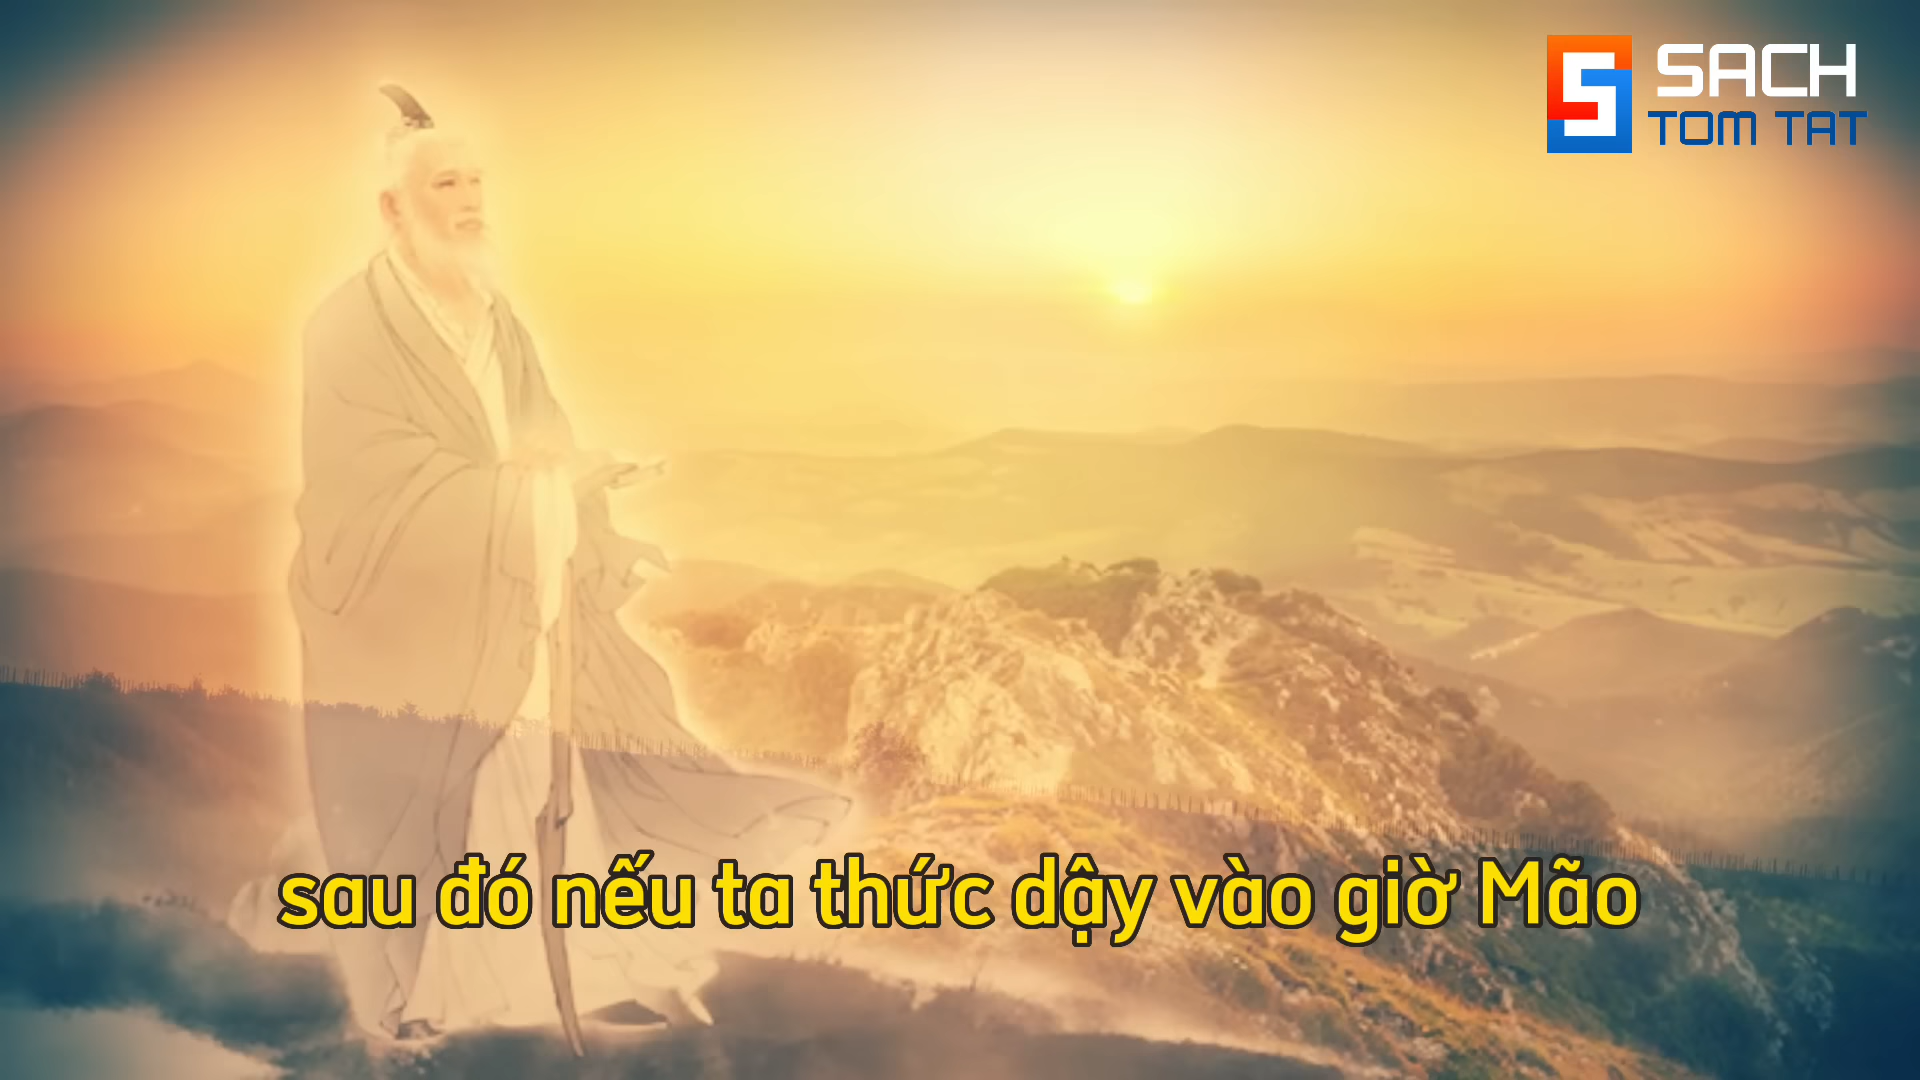 SACH
TOM TAT
sau đó nếu ta thức dậy vào giờ Mão